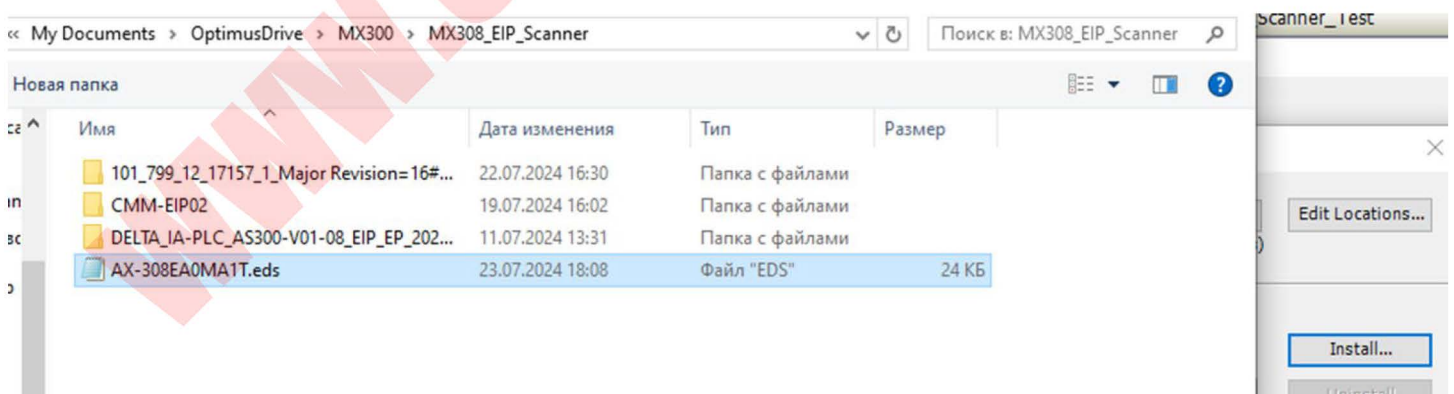 « My Documents › OptimusDrive › MX300 › MX308_EIP_Scanner
Поиск в: MX308_EIP_Scanner
Scanner_Test
Новая папка
Имя Дата изменения Тип Размер
101_799_12_17157_1_Major Revision=16#... 22.07.2024 16:30 Папка с файлами
CMM-EIP02 19.07.2024 16:02 Папка с файлами
Edit Locations...
DELTA_IA-PLC_AS300-V01-08_EIP_EP_202... 11.07.2024 13:31 Папка с файлами
AX-308EA0MA1T.eds 23.07.2024 18:08 Файл "EDS" 24 КБ
Install...
Uninstall
www.